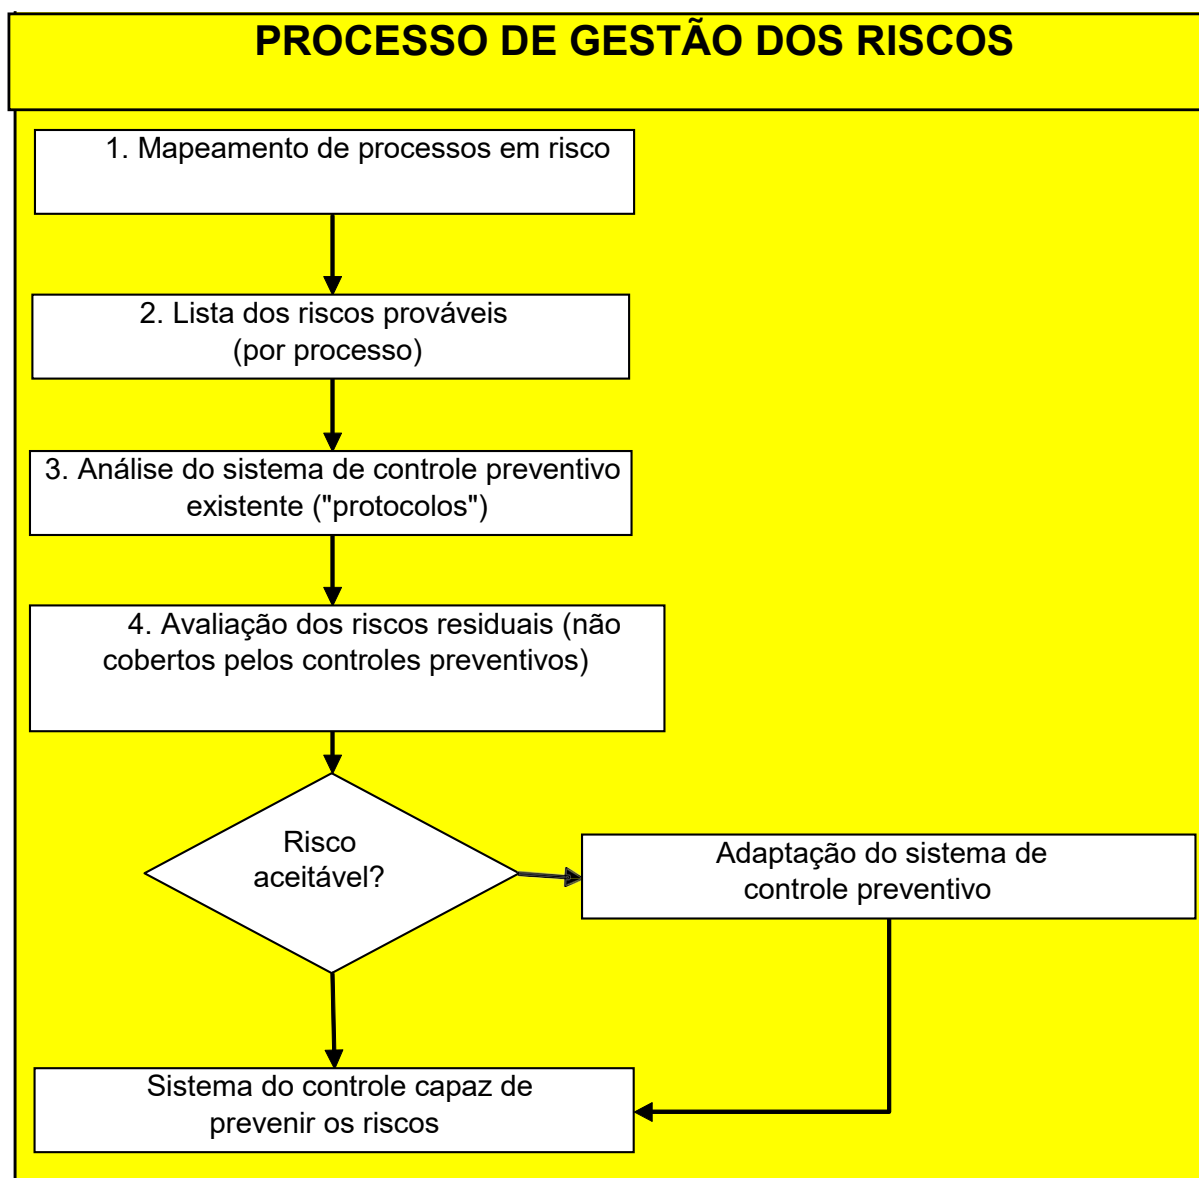 PROCESSO DE GESTÃO DOS RISCOS
1. Mapeamento de processos em risco
2. Lista dos riscos prováveis
(por processo)
3. Análise do sistema de controle preventivo
existente ("protocolos")
4. Avaliação dos riscos residuais (não
cobertos pelos controles preventivos)
Risco
aceitável?
Adaptação do sistema de
controle preventivo
Sistema do controle capaz de
prevenir os riscos